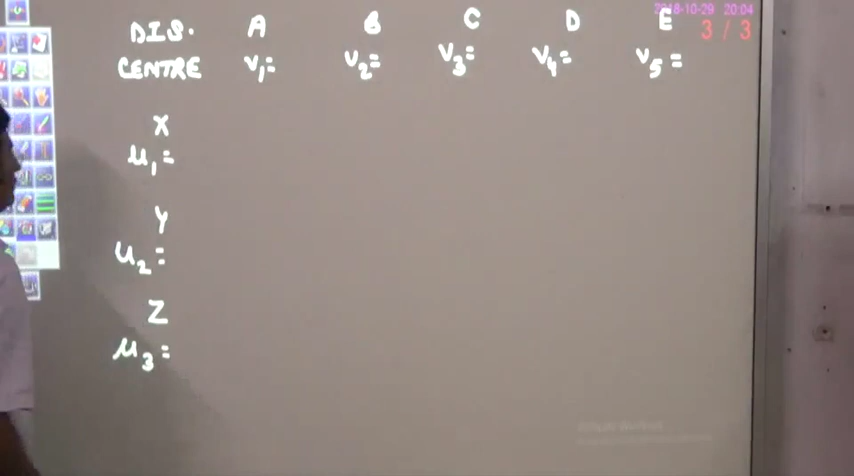 2018-10-29 20:04
3 / 3
DIS. A B C D E
CENTRE V₁= V₂= V₃= V₄= V₅=
X
u₁=
Y
u₂=
Z
u₃=